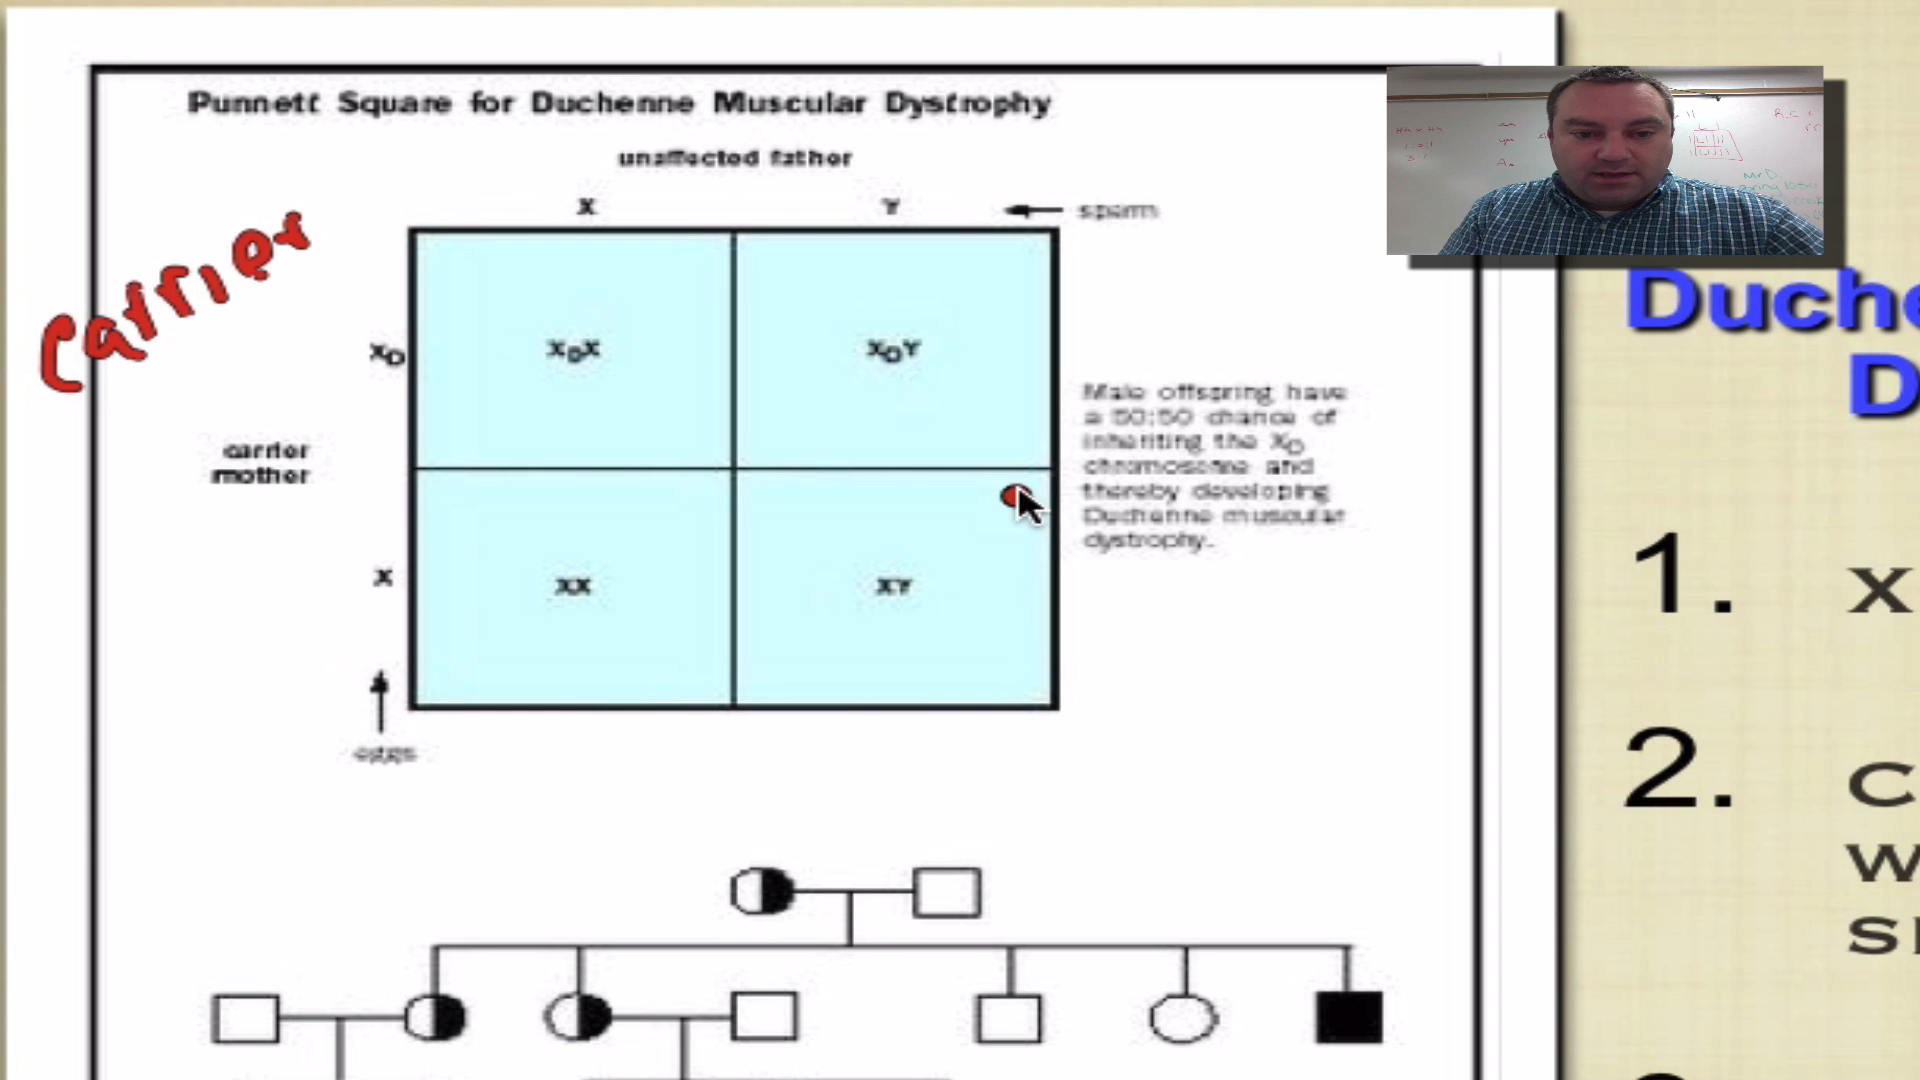 Punnett Square for Duchenne Muscular Dystrophy
unaffected father
X Y
sperm
carrier
XD
XDX
XDY
carrier
mother
Male offspring have
a 50:50 chance of
inheriting the XD
chromosome and
thereby developing
Duchenne muscular
dystrophy.
X
XX
XY
eggs
Duche
D
1. X
2. C
W